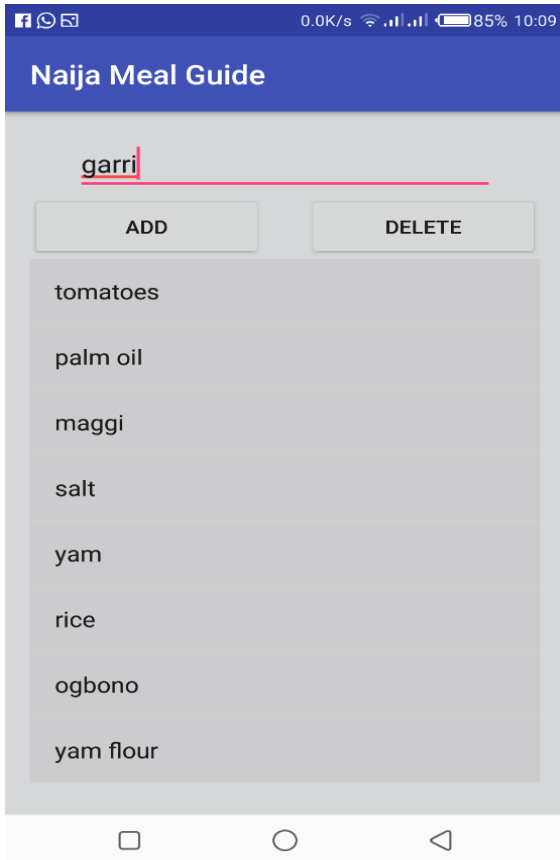 0.0K/s 85% 10:09
Naija Meal Guide
garri
ADD DELETE
tomatoes
palm oil
maggi
salt
yam
rice
ogbono
yam flour